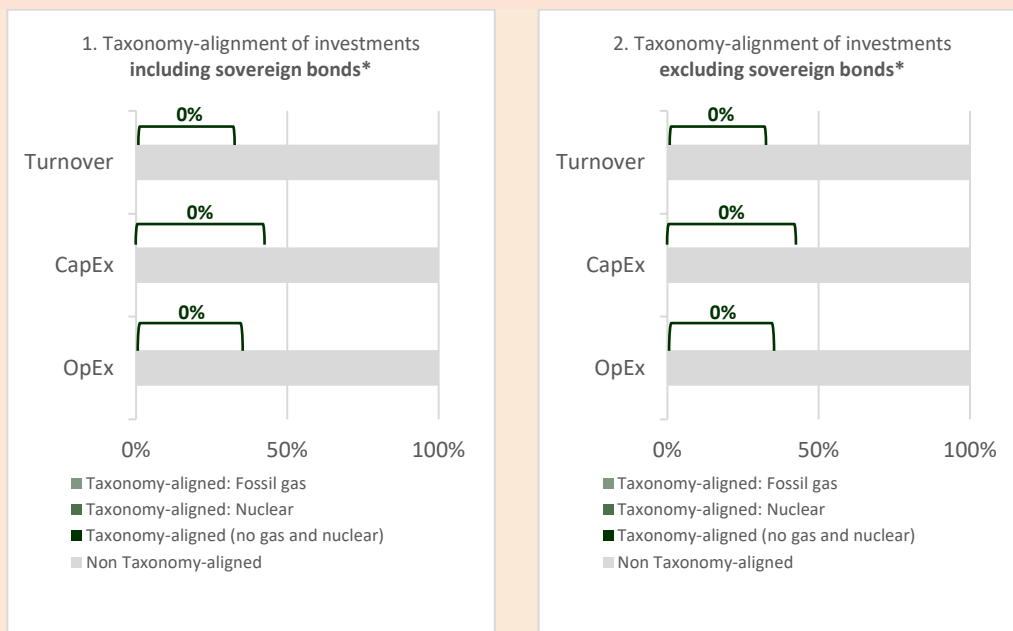 1. Taxonomy-alignment of investments
including sovereign bonds*
0%
Turnover
0%
CapEx
0%
OpEx
0%
50%
100%
Taxonomy-aligned: Fossil gas
Taxonomy-aligned: Nuclear
Taxonomy-aligned (no gas and nuclear)
Non Taxonomy-aligned
2. Taxonomy-alignment of investments
excluding sovereign bonds*
0%
Turnover
0%
CapEx
0%
OpEx
0%
50%
100%
Taxonomy-aligned: Fossil gas
Taxonomy-aligned: Nuclear
Taxonomy-aligned (no gas and nuclear)
Non Taxonomy-aligned